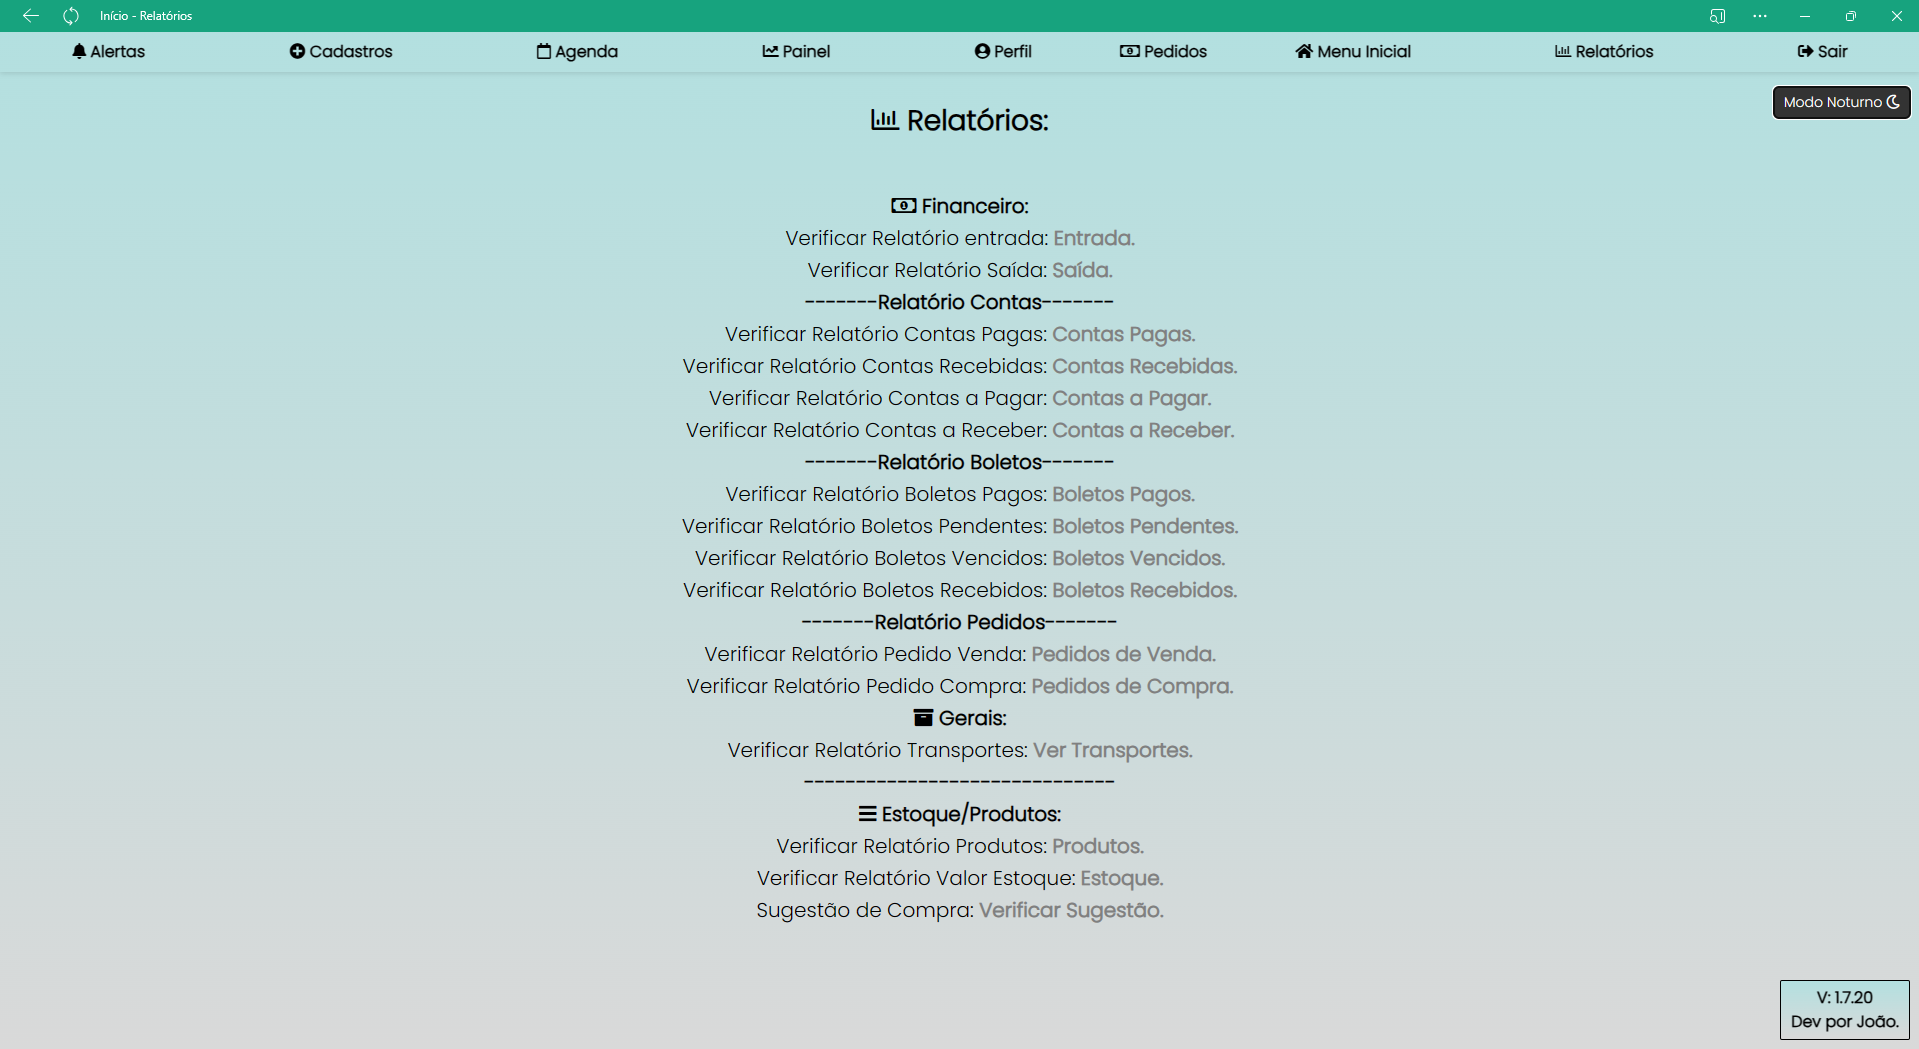 Início - Relatórios
Alertas Cadastros Agenda Painel Perfil Pedidos Menu Inicial Relatórios Sair
Modo Noturno
Relatórios:
Financeiro:
Verificar Relatório entrada: Entrada.
Verificar Relatório Saída: Saída.
-------Relatório Contas-------
Verificar Relatório Contas Pagas: Contas Pagas.
Verificar Relatório Contas Recebidas: Contas Recebidas.
Verificar Relatório Contas a Pagar: Contas a Pagar.
Verificar Relatório Contas a Receber: Contas a Receber.
-------Relatório Boletos-------
Verificar Relatório Boletos Pagos: Boletos Pagos.
Verificar Relatório Boletos Pendentes: Boletos Pendentes.
Verificar Relatório Boletos Vencidos: Boletos Vencidos.
Verificar Relatório Boletos Recebidos: Boletos Recebidos.
-------Relatório Pedidos-------
Verificar Relatório Pedido Venda: Pedidos de Venda.
Verificar Relatório Pedido Compra: Pedidos de Compra.
Gerais:
Verificar Relatório Transportes: Ver Transportes.
------------------------------
Estoque/Produtos:
Verificar Relatório Produtos: Produtos.
Verificar Relatório Valor Estoque: Estoque.
Sugestão de Compra: Verificar Sugestão.
V: 1.7.20
Dev por João.